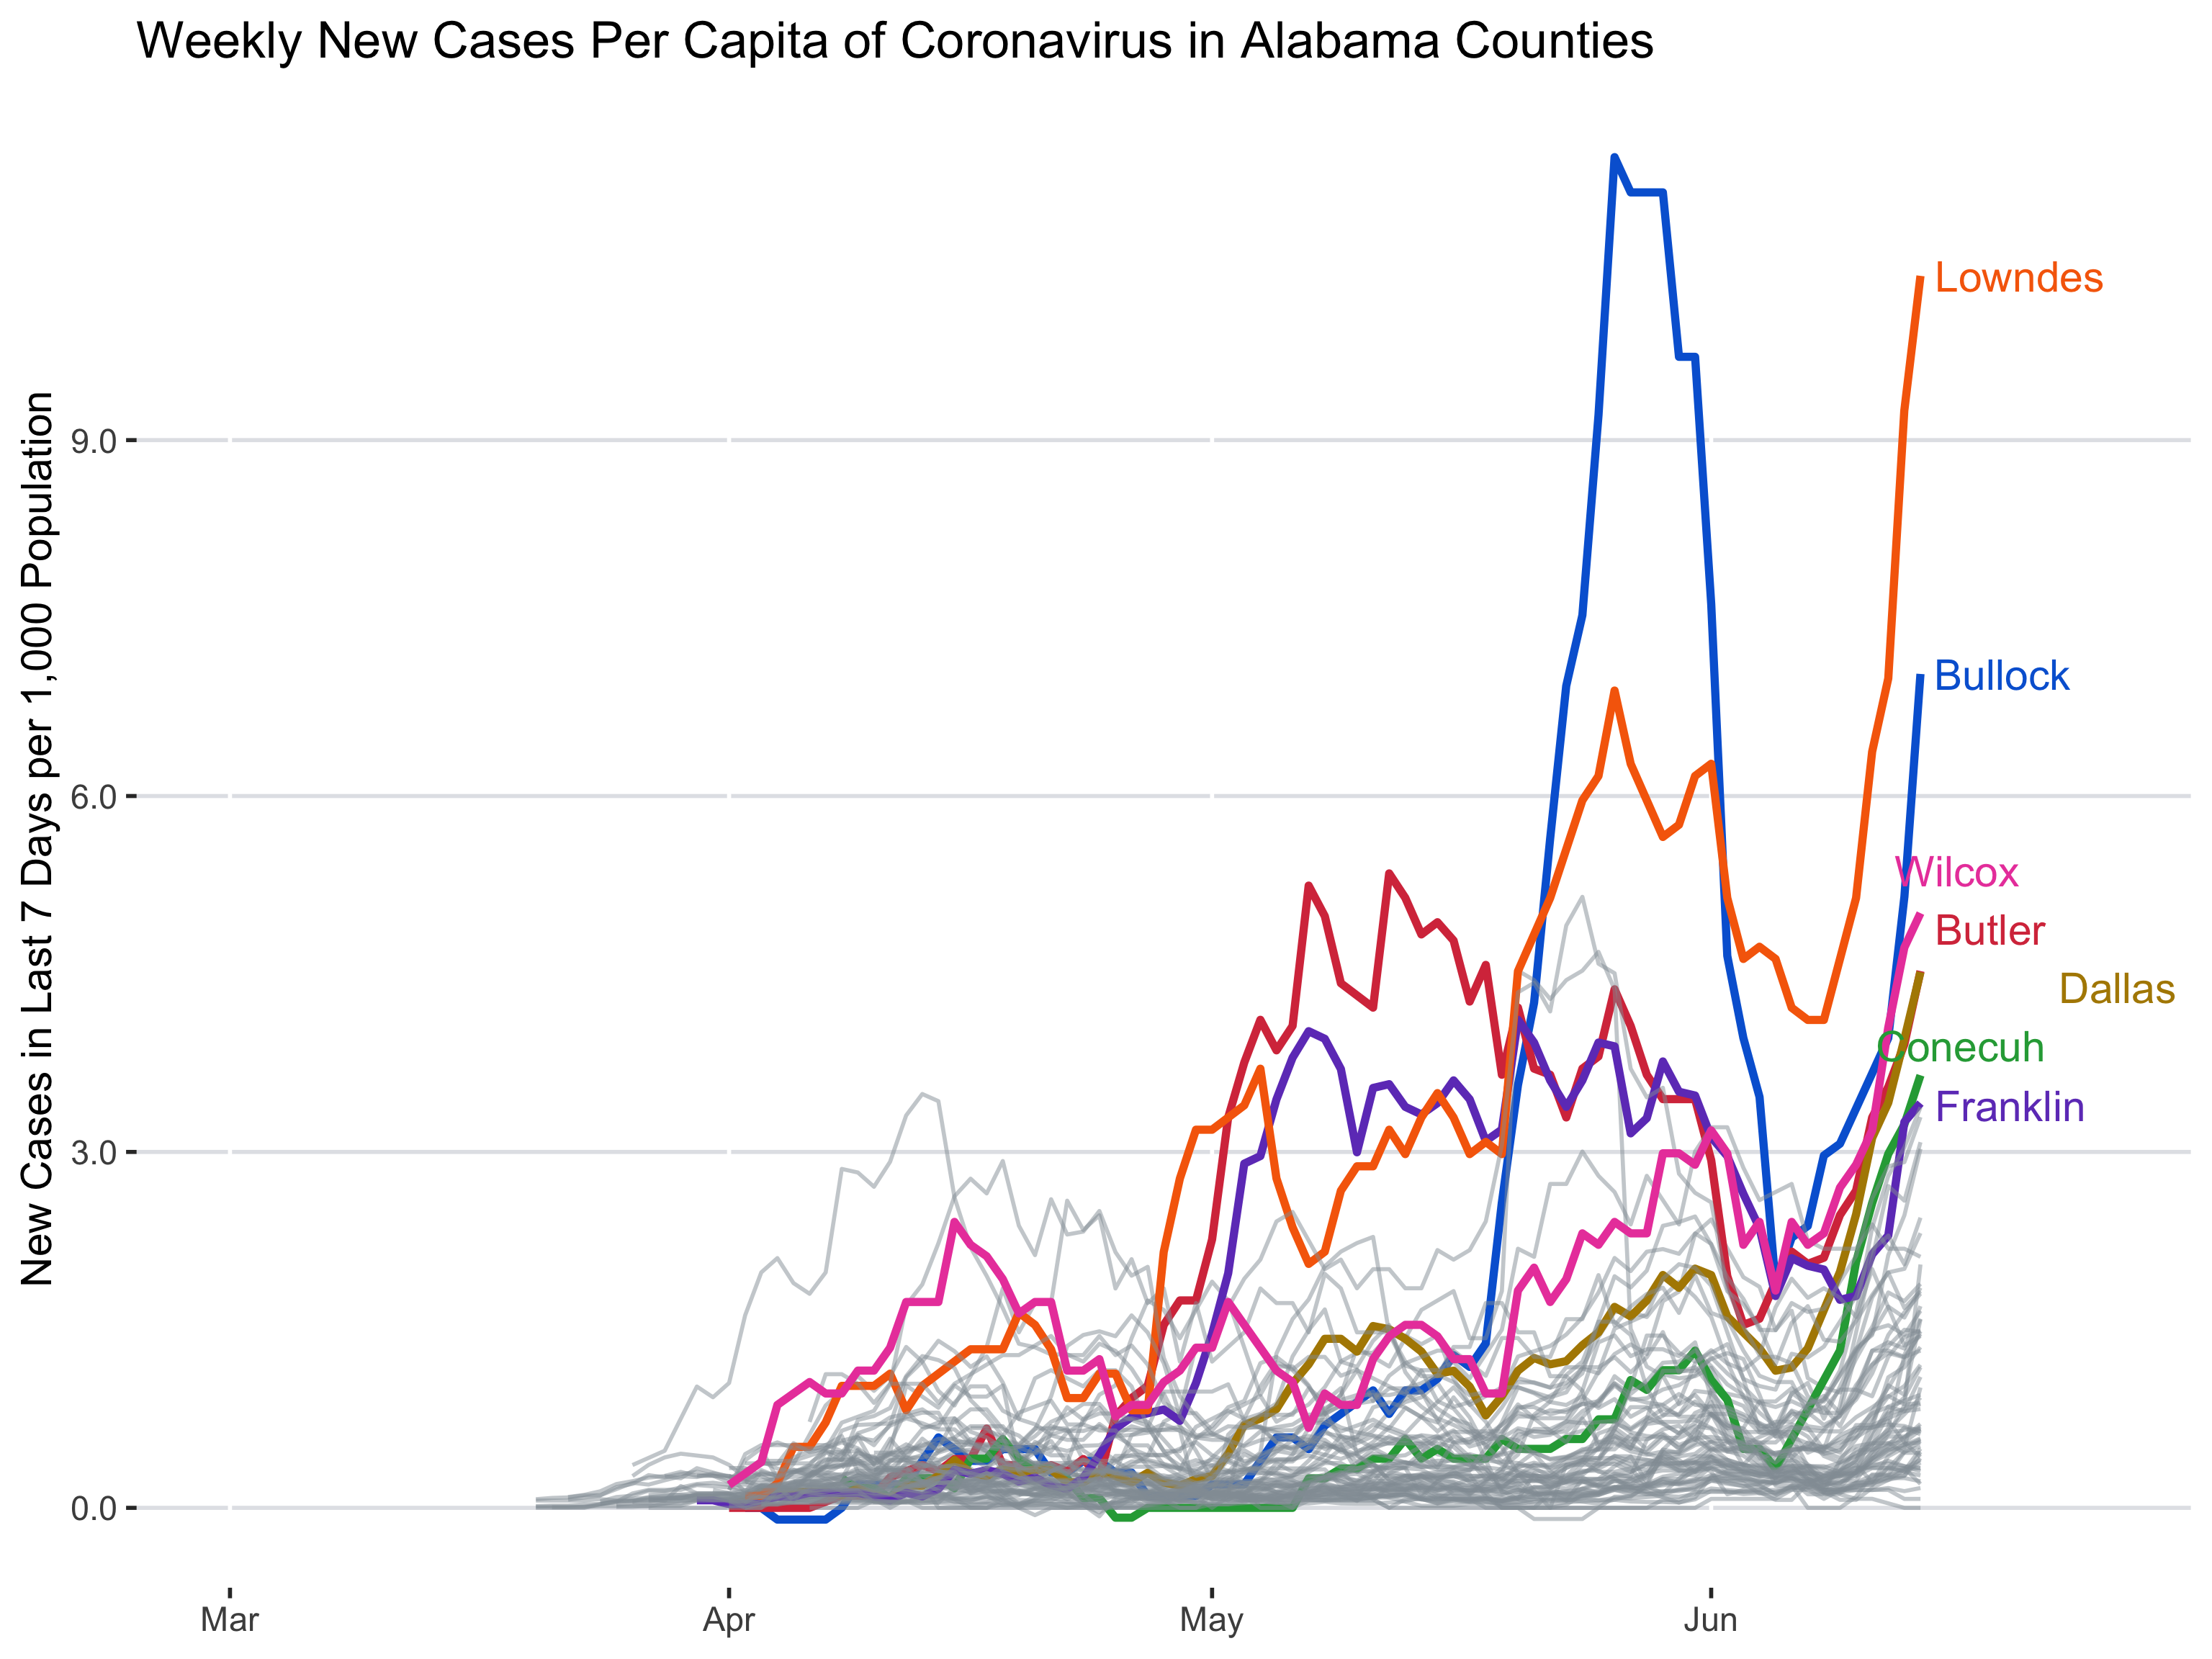 Weekly New Cases Per Capita of Coronavirus in Alabama Counties
New Cases in Last 7 Days per 1,000 Population
9.0
6.0
3.0
0.0
Lowndes
Bullock
Wilcox
Butler
Dallas
Conecuh
Franklin
Mar
Apr
May
Jun